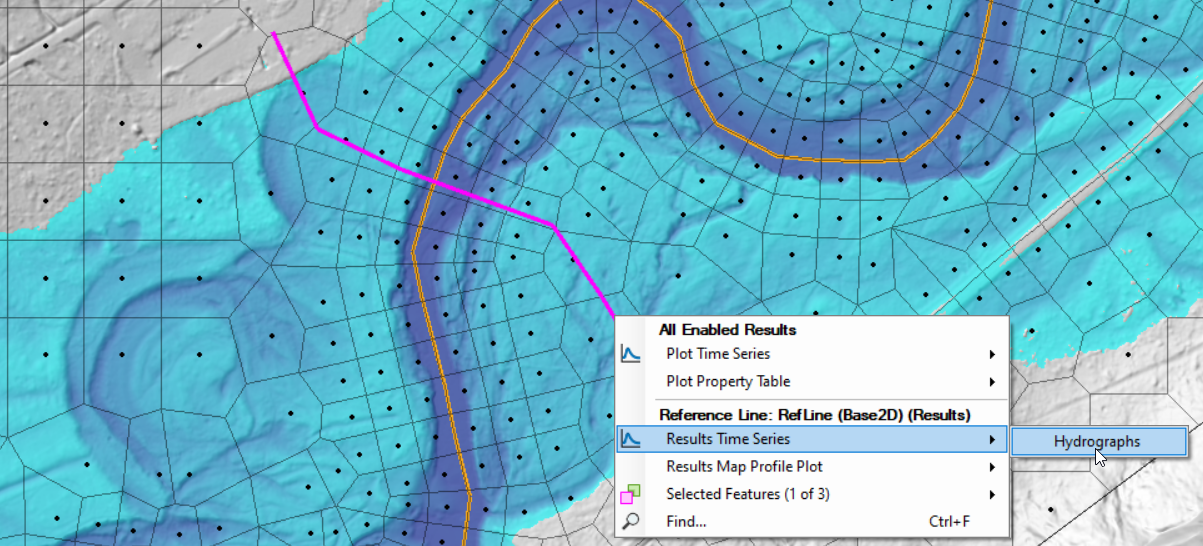 All Enabled Results
Plot Time Series
Plot Property Table
Reference Line: RefLine (Base2D) (Results)
Results Time Series
Hydrographs
Results Map Profile Plot
Selected Features (1 of 3)
Find... Ctrl+F